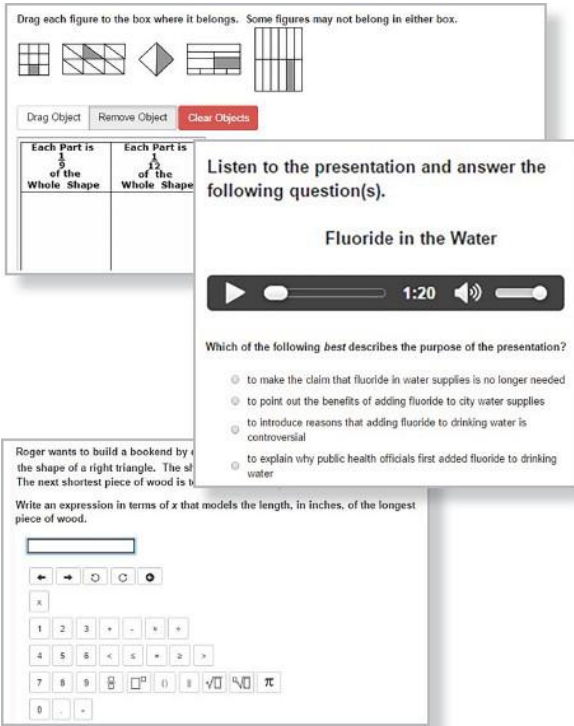 Drag each figure to the box where it belongs. Some figures may not belong in either box.
Drag Object Remove Object Clear Objects
Each Part is
1
9
of the
Whole Shape
Each Part is
1
12
of the
Whole Shape
Listen to the presentation and answer the
following question(s).
Fluoride in the Water
1:20
Which of the following best describes the purpose of the presentation?
to make the claim that fluoride in water supplies is no longer needed
to point out the benefits of adding fluoride to city water supplies
to introduce reasons that adding fluoride to drinking water is
controversial
to explain why public health officials first added fluoride to drinking
water
Roger wants to build a bookend by
the shape of a right triangle. The
The next shortest piece of wood is
Write an expression in terms of x that models the length, in inches, of the longest
piece of wood.
x
1 2 3 + -
4 5 6 < ≤ = ≥ >
7 8 9 () π
0 .